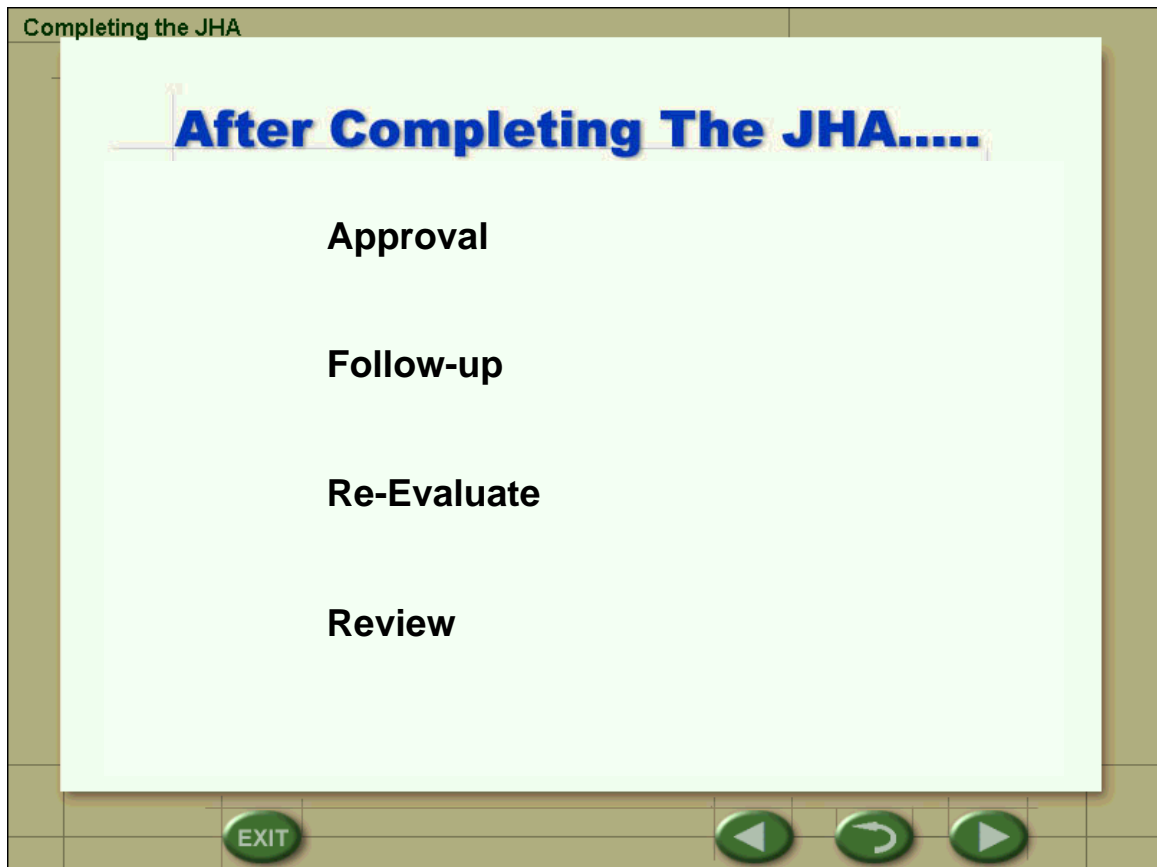 Completing the JHA
After Completing The JHA.....
Approval
Follow-up
Re-Evaluate
Review
EXIT